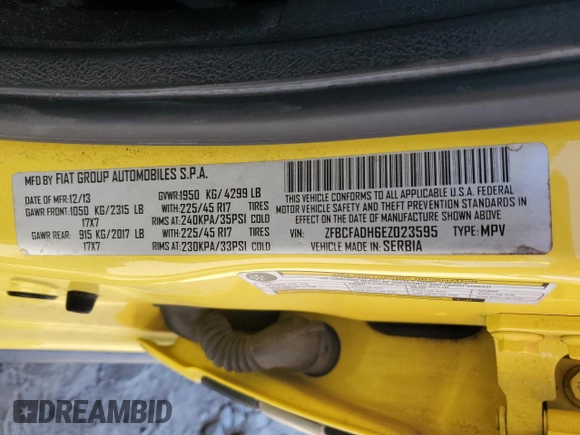 MFD BY FIAT GROUP AUTOMOBILES S.P.A.
DATE OF MFR:12/13 GVWR:1950 KG/4299 LB
GAWR FRONT:1050 KG/2315 LB WITH:225/45 R17 TIRES
17X7 RIMS AT:240KPA/35PSI COLD
GAWR REAR: 915 KG/2017 LB WITH:225/45 R17 TIRES
17X7 RIMS AT:230KPA/33PSI COLD
THIS VEHICLE CONFORMS TO ALL APPLICABLE U.S.A. FEDERAL
MOTOR VEHICLE SAFETY, BUMPER, AND THEFT PREVENTION STANDARDS IN
EFFECT ON THE DATE OF MANUFACTURE SHOWN ABOVE.
VIN: ZFBCFADH6EZ023595 TYPE: MPV
VEHICLE MADE IN: SERBIA
DREAMBID